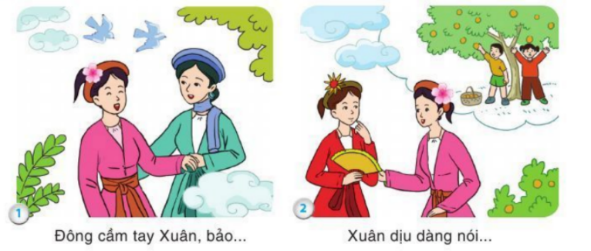 1
Đông cầm tay Xuân, bảo...
2
Xuân dịu dàng nói...